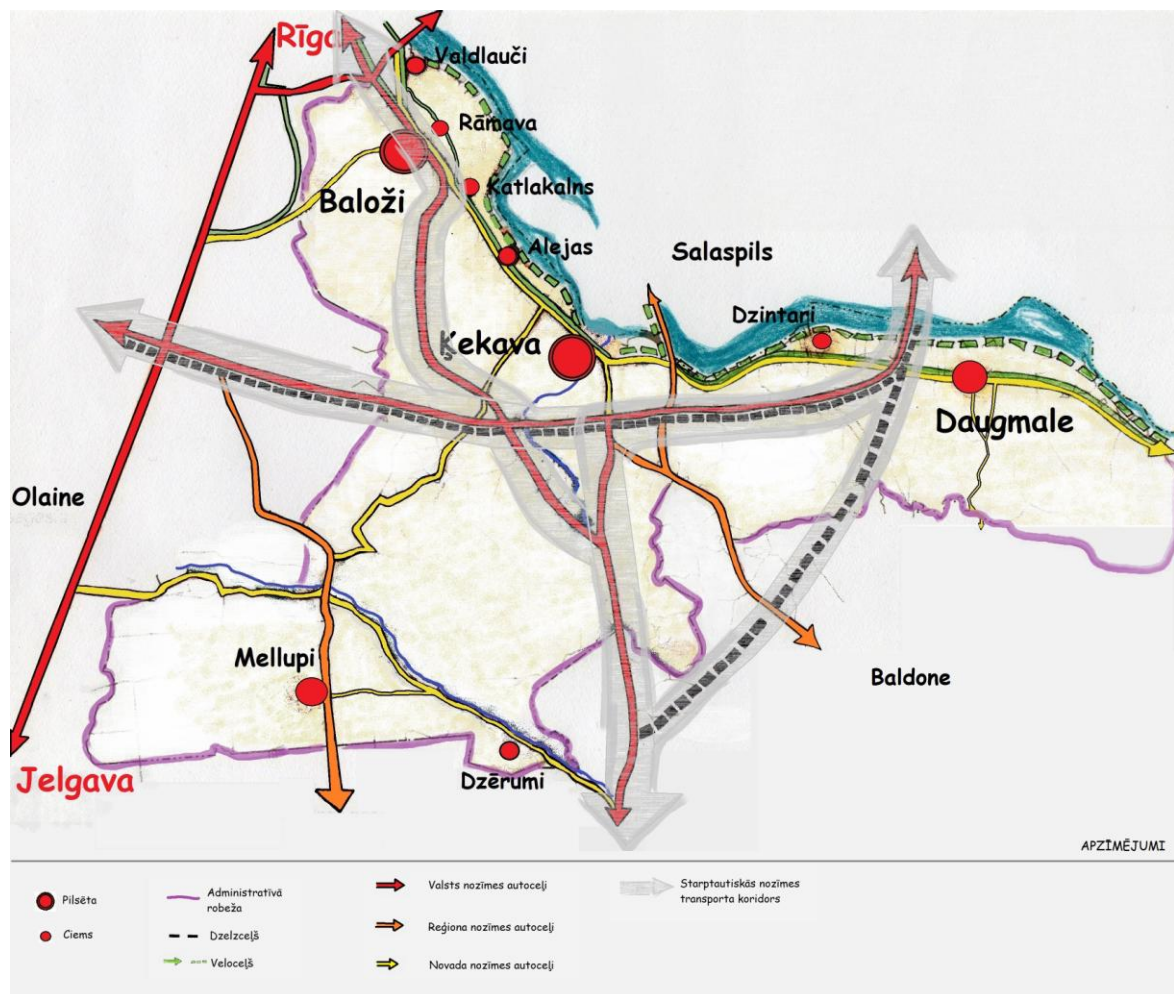 Rīga
Valdlauči
Rāmava
Baloži
Katlakalns
Alejas
Salaspils
Dzintari
Ķekava
Daugmale
Olaine
Mellupi
Baldone
Dzērumi
Jelgava
APZĪMĒJUMI
Pilsēta
Ciems
Administratīvā
robeža
Dzelzceļš
Veloceļš
Valsts nozīmes autoceļi
Reģiona nozīmes autoceļi
Novada nozīmes autoceļi
Starptautiskās nozīmes
transporta koridors